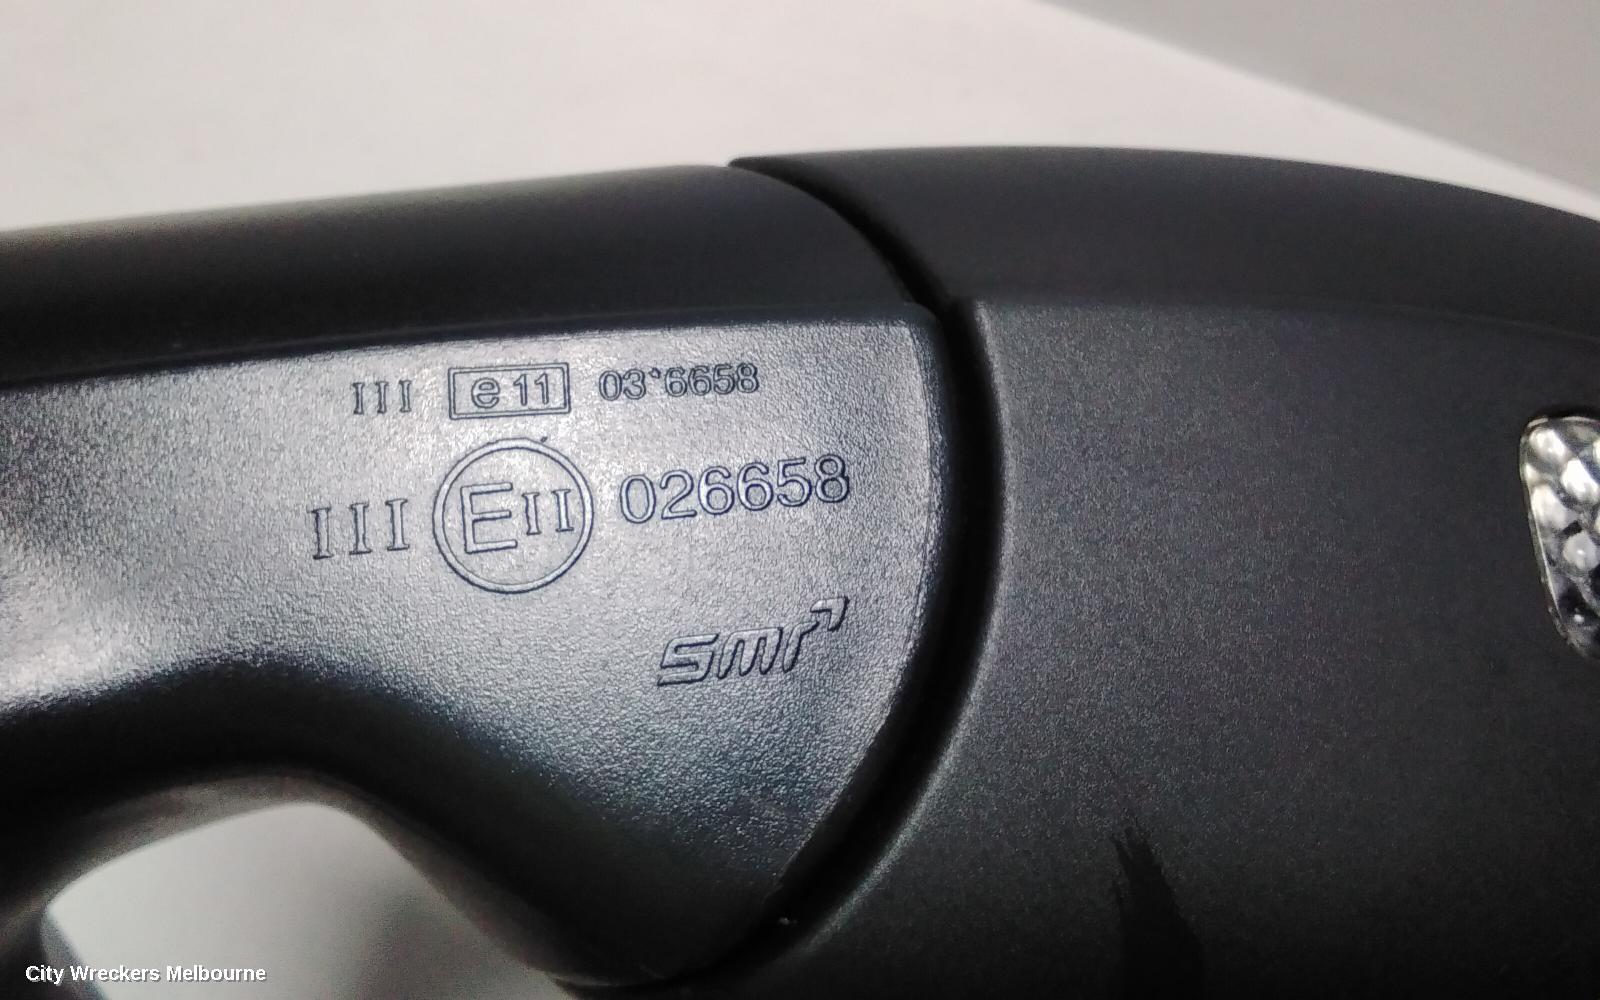 III e11 03*6658
III E11 026658
smr
City Wreckers Melbourne